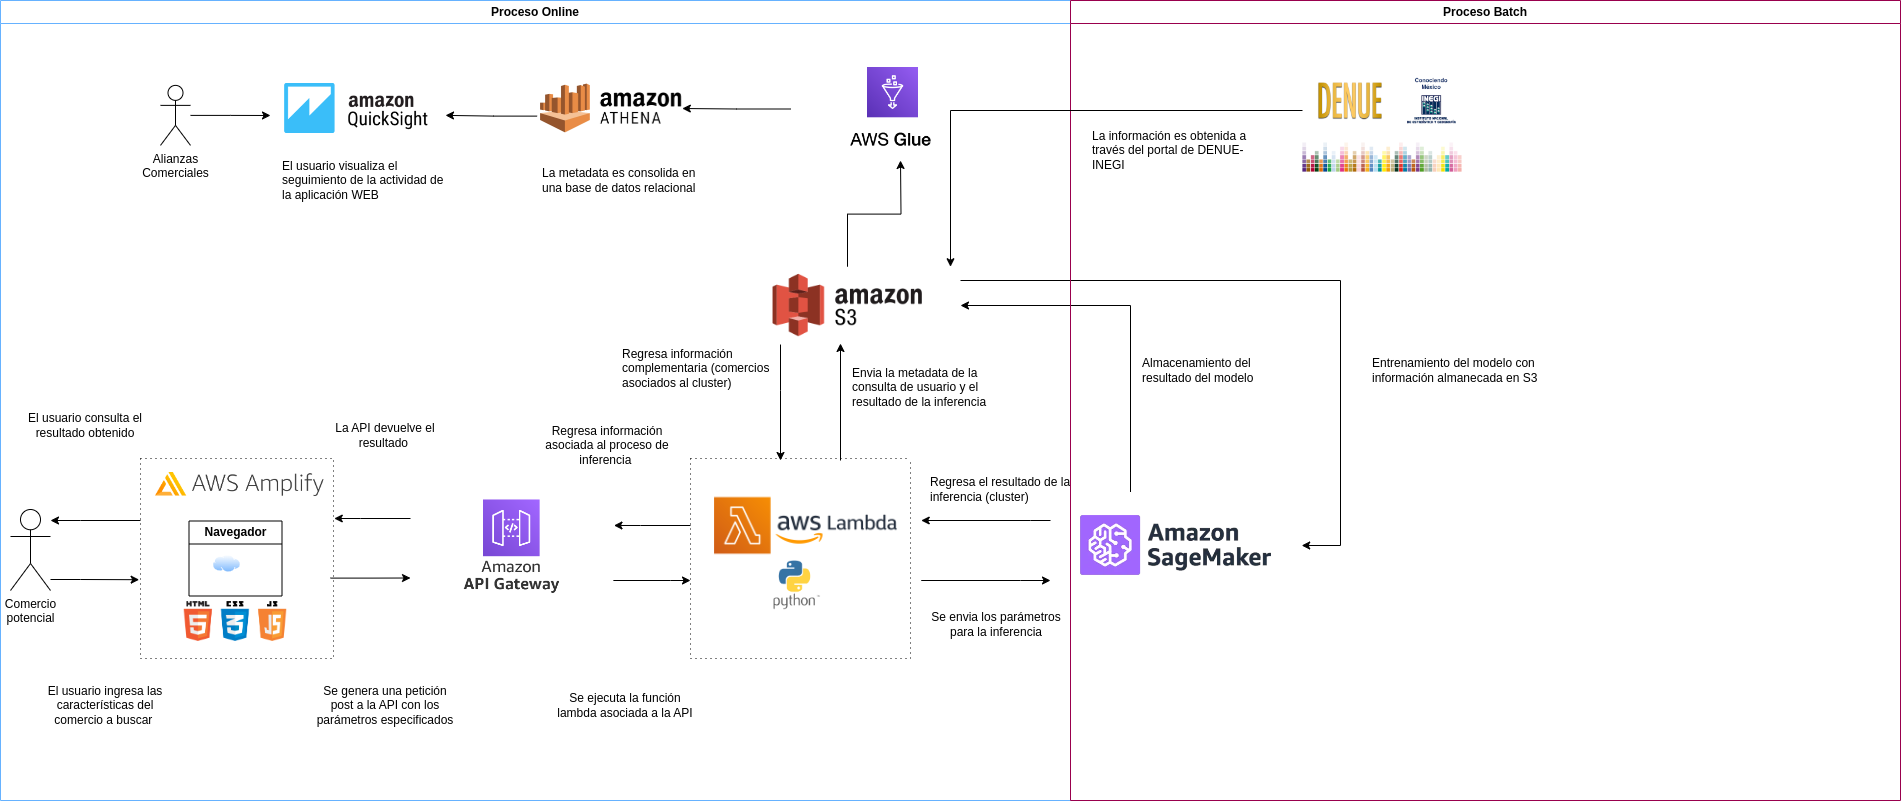 Proceso Online
Proceso Batch
Alianzas
Comerciales
amazon
QuickSight
El usuario visualiza el
seguimiento de la actividad de
la aplicación WEB
amazon
ATHENA
La metadata es consolida en
una base de datos relacional
AWS Glue
La información es obtenida a
través del portal de DENUE-
INEGI
DENUE
Conociendo
México
INEGI
INSTITUTO NACIONAL
DE ESTADÍSTICA Y GEOGRAFÍA
amazon
S3
Regresa información
complementaria (comercios
asociados al cluster)
Envia la metadata de la
consulta de usuario y el
resultado de la inferencia
Almacenamiento del
resultado del modelo
Entrenamiento del modelo con
información almanecada en S3
El usuario consulta el
resultado obtenido
La API devuelve el
resultado
Regresa información
asociada al proceso de
inferencia
Regresa el resultado de la
inferencia (cluster)
Comercio
potencial
AWS Amplify
Navegador
HTML
5
CSS
3
JS
JS
Amazon
API Gateway
aws Lambda
python
Amazon
SageMaker
Se envia los parámetros
para la inferencia
El usuario ingresa las
características del
comercio a buscar
Se genera una petición
post a la API con los
parámetros especificados
Se ejecuta la función
lambda asociada a la API